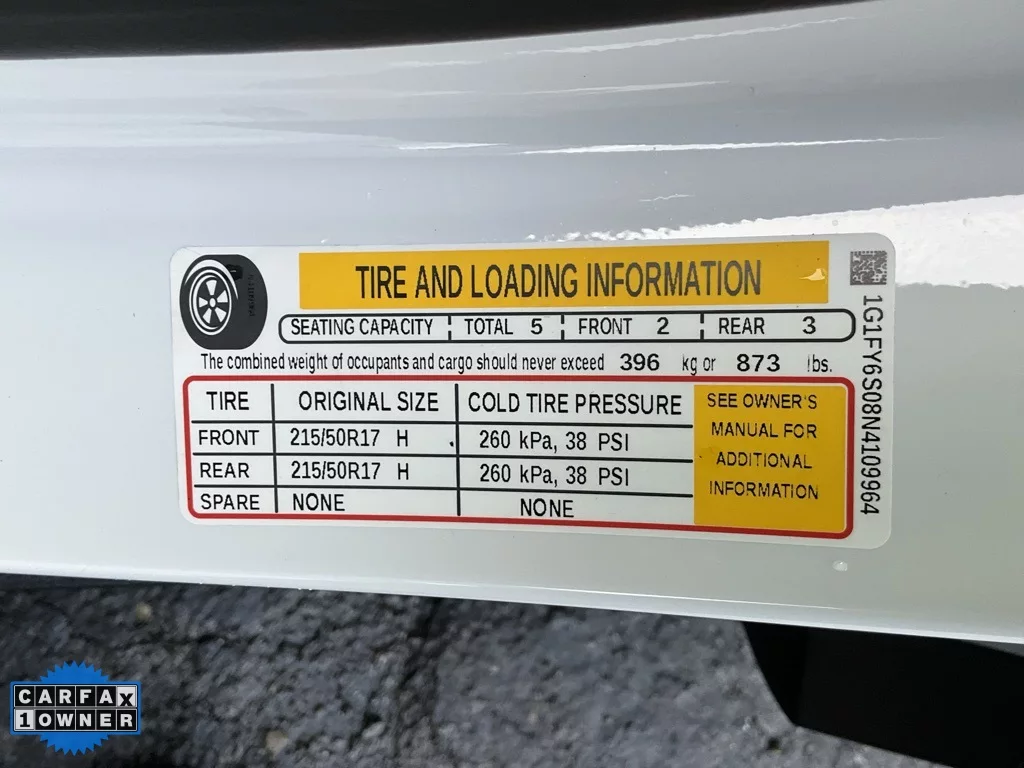 TIRE AND LOADING INFORMATION
SEATING CAPACITY TOTAL 5 FRONT 2 REAR 3
The combined weight of occupants and cargo should never exceed 396 kg or 873 lbs.
TIRE ORIGINAL SIZE COLD TIRE PRESSURE
FRONT 215/50R17 H 260 kPa, 38 PSI
REAR 215/50R17 H 260 kPa, 38 PSI
SPARE NONE NONE
SEE OWNER'S
MANUAL FOR
ADDITIONAL
INFORMATION
1G1FY6S08N4109964
CARFAX
1 OWNER